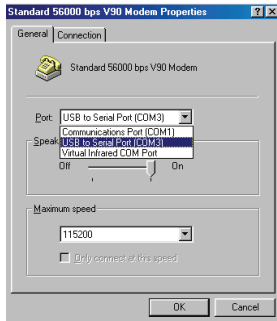 Standard 56000 bps V90 Modem Properties
General
Connection
Standard 56000 bps V90 Modem
Port:
USB to Serial Port (COM3)
Communications Port (COM1)
USB to Serial Port (COM3)
Virtual Infrared COM Port
Speak
Off
On
Maximum speed
115200
Only connect at this speed
OK
Cancel